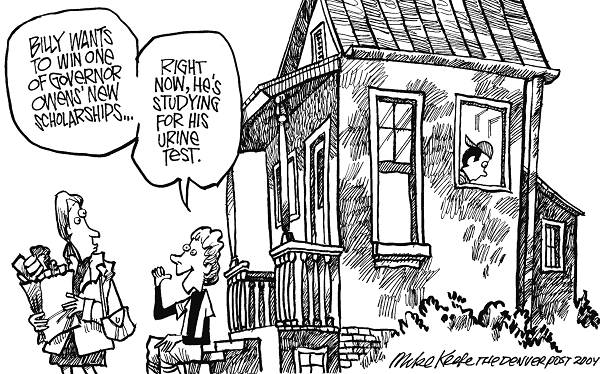 BILLY WANTS
TO WIN ONE
OF GOVERNOR
OWENS' NEW
SCHOLARSHIPS...
RIGHT
NOW, HE'S
STUDYING
FOR HIS
URINE
TEST.
MIKE KEEFE THE DENVER POST 2004